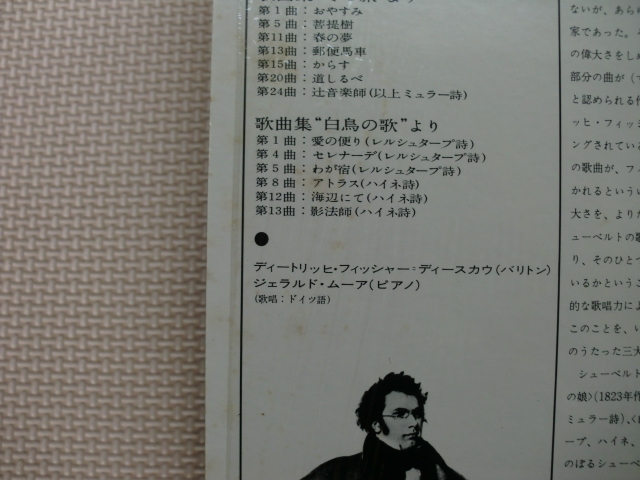 第1曲：おやすみ
第5曲：菩提樹
第11曲：春の夢
第13曲：郵便馬車
第15曲：からす
第20曲：道しるべ
第24曲：辻音楽師(以上ミュラー詩)
歌曲集“白鳥の歌”より
第1曲：愛の便り(レルシュタープ詩)
第4曲：セレナーデ(レルシュタープ詩)
第5曲：わが宿(レルシュタープ詩)
第8曲：アトラス(ハイネ詩)
第12曲：海辺にて(ハイネ詩)
第13曲：影法師(ハイネ詩)
●
ディートリッヒ・フィッシャー＝ディースカウ(バリトン)
ジェラルド・ムーア(ピアノ)
(歌唱：ドイツ語)
ないが、あら
家であった。
の偉大さをしめ
部分の曲が
と認められる
ッヒ・フィッシ
ングされてい
の歌曲が、フィ
かれるという
大さを、よりた
ューベルトの歌
り、そのひとつ
いるかというこ
的な歌唱力によ
このことを、い
のうたった三大
シューベルト
の娘〉(1823年作
ミュラー詩)、
ープ、ハイネ、
のぼるシューベ